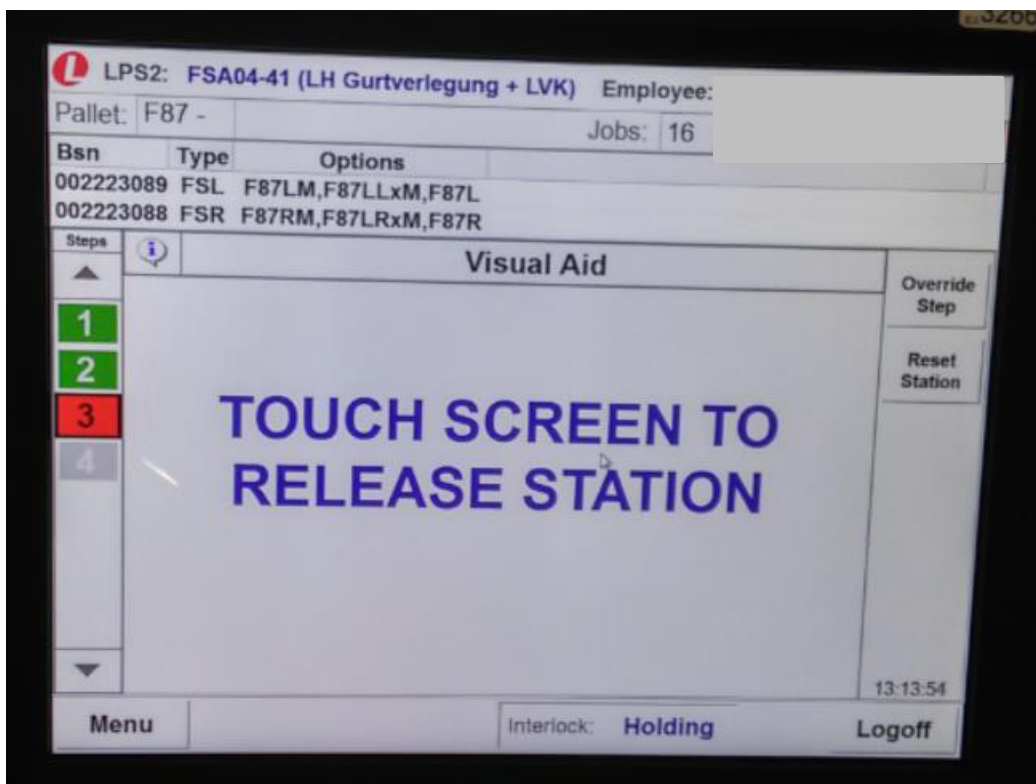 3266
L LPS2: FSA04-41 (LH Gurtverlegung + LVK) Employee:
Pallet: F87 - Jobs: 16
Bsn Type Options
002223089 FSL F87LM,F87LLxM,F87L
002223088 FSR F87RM,F87LRxM,F87R
Steps i Visual Aid
Override
Step
1
2
Reset
Station
3
4
TOUCH SCREEN TO
RELEASE STATION
13:13:54
Menu Interlock: Holding Logoff